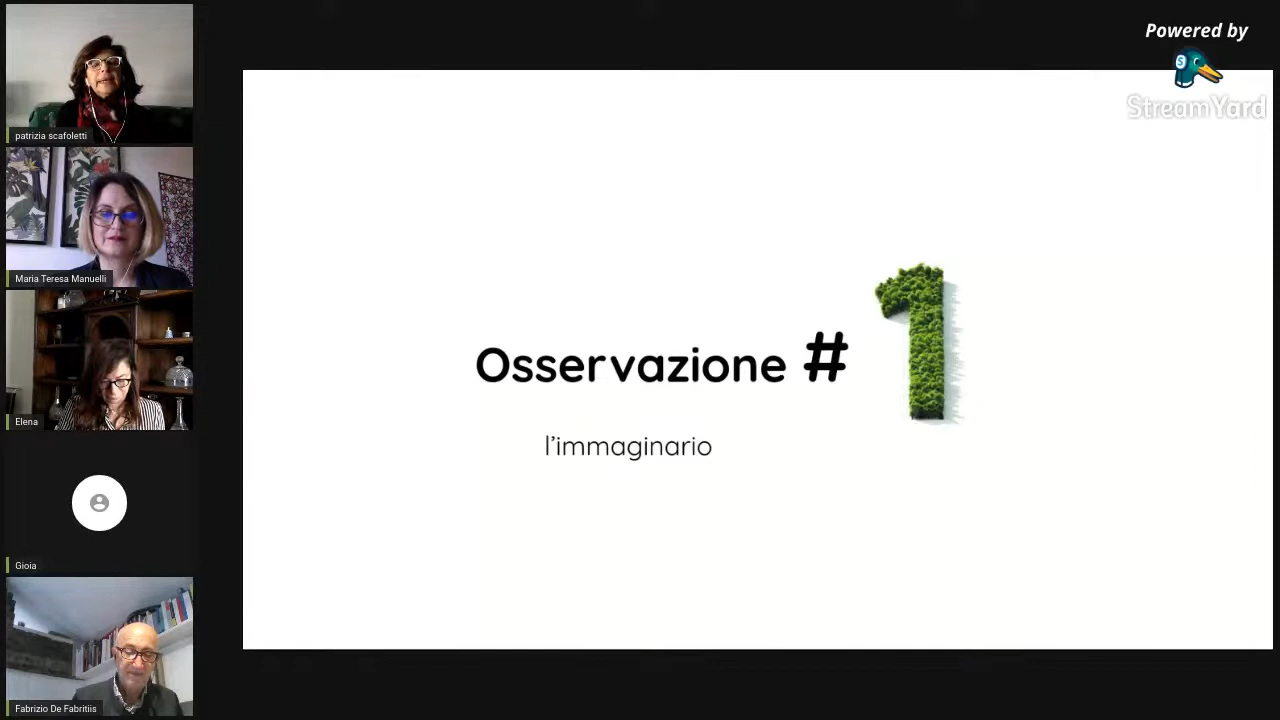 Powered by
StreamYard
patrizia scafoletti
Maria Teresa Manuelli
Elena
Gioia
Fabrizio De Fabritiis
Osservazione # 1
l'immaginario